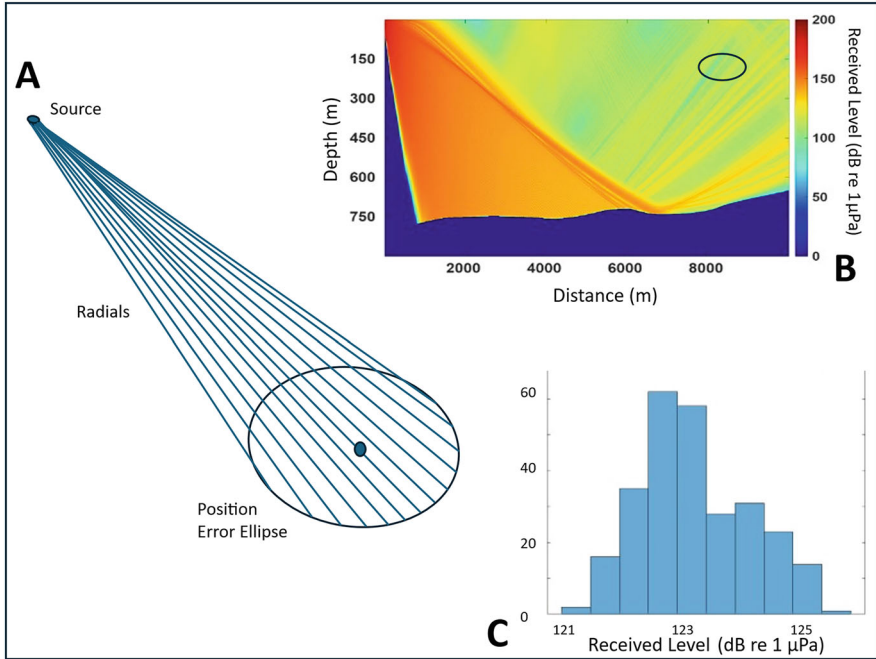 A
Source
Radials
Position
Error Ellipse
150
300
450
600
750
Depth (m)
2000
4000
6000
8000
Distance (m)
200
150
100
50
0
Received Level (dB re 1 µPa)
B
60
40
20
0
121
123
125
Received Level (dB re 1 µPa)
C